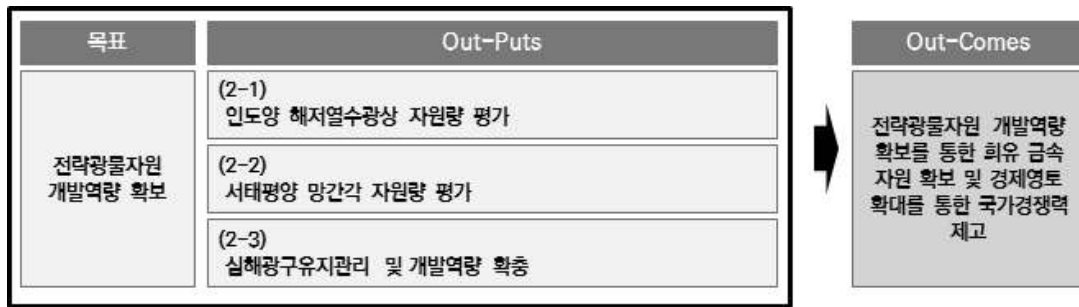 목표
Out-Puts
전략광물자원
개발역량 확보
(2-1)
인도양 해저열수광상 자원량 평가
(2-2)
서태평양 망간각 자원량 평가
(2-3)
심해광구유지관리 및 개발역량 확충
Out-Comes
전략광물자원 개발역량
확보를 통한 희유 금속
자원 확보 및 경제영토
확대를 통한 국가경쟁력
제고